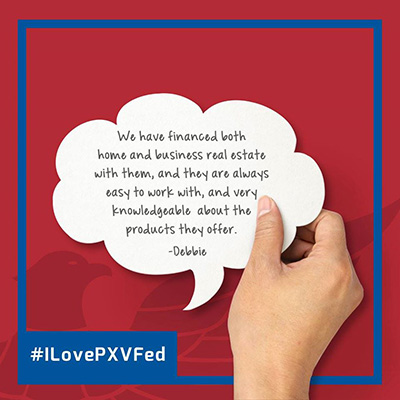 We have financed both
home and business real estate
with them, and they are always
easy to work with, and very
knowledgeable about the
products they offer.
-Debbie
#ILovePXVFed